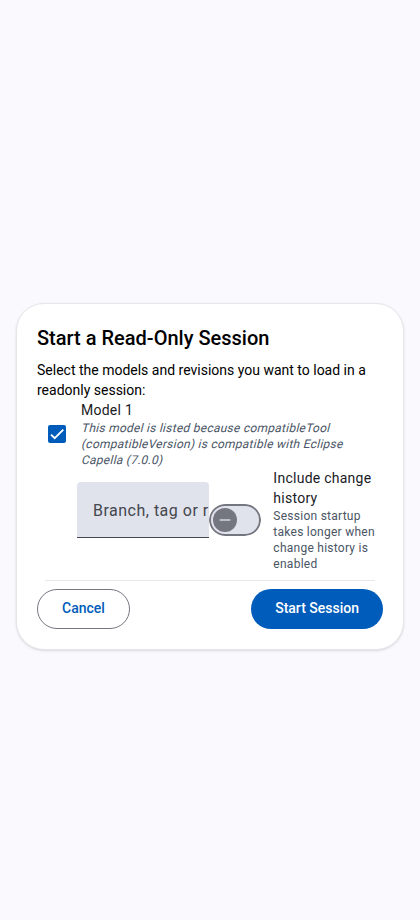 Start a Read-Only Session
Select the models and revisions you want to load in a
readonly session:
Model 1
This model is listed because compatibleTool
(compatibleVersion) is compatible with Eclipse
Capella (7.0.0)
Branch, tag or r
Include change
history
Session startup
takes longer when
change history is
enabled
Cancel
Start Session